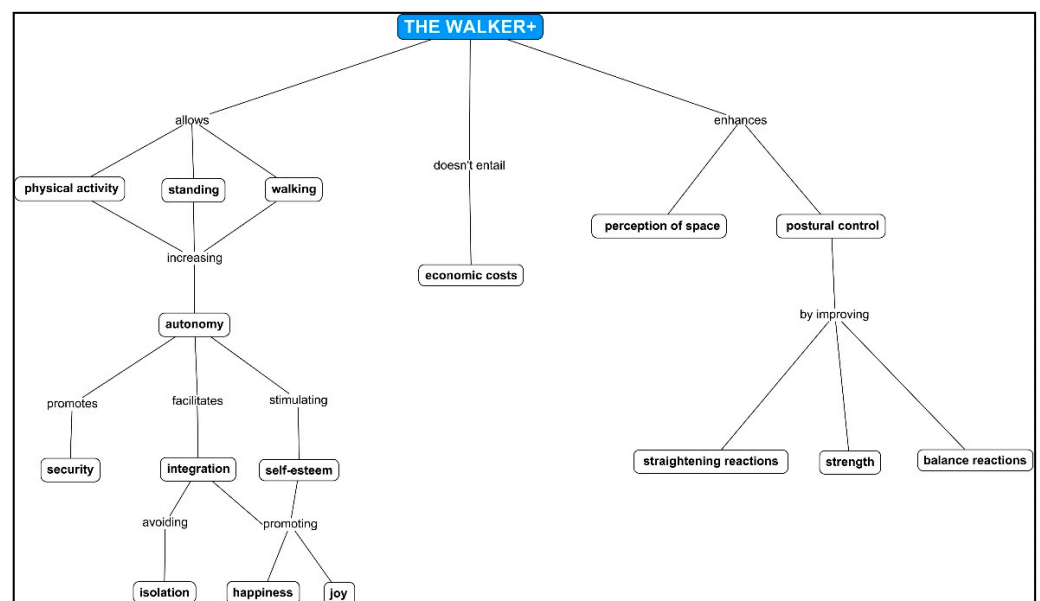 THE WALKER+
allows
enhances
doesn't entail
physical activity
standing
walking
perception of space
postural control
increasing
economic costs
by improving
autonomy
promotes
facilitates
stimulating
security
integration
self-esteem
straightening reactions
strength
balance reactions
avoiding
promoting
isolation
happiness
joy